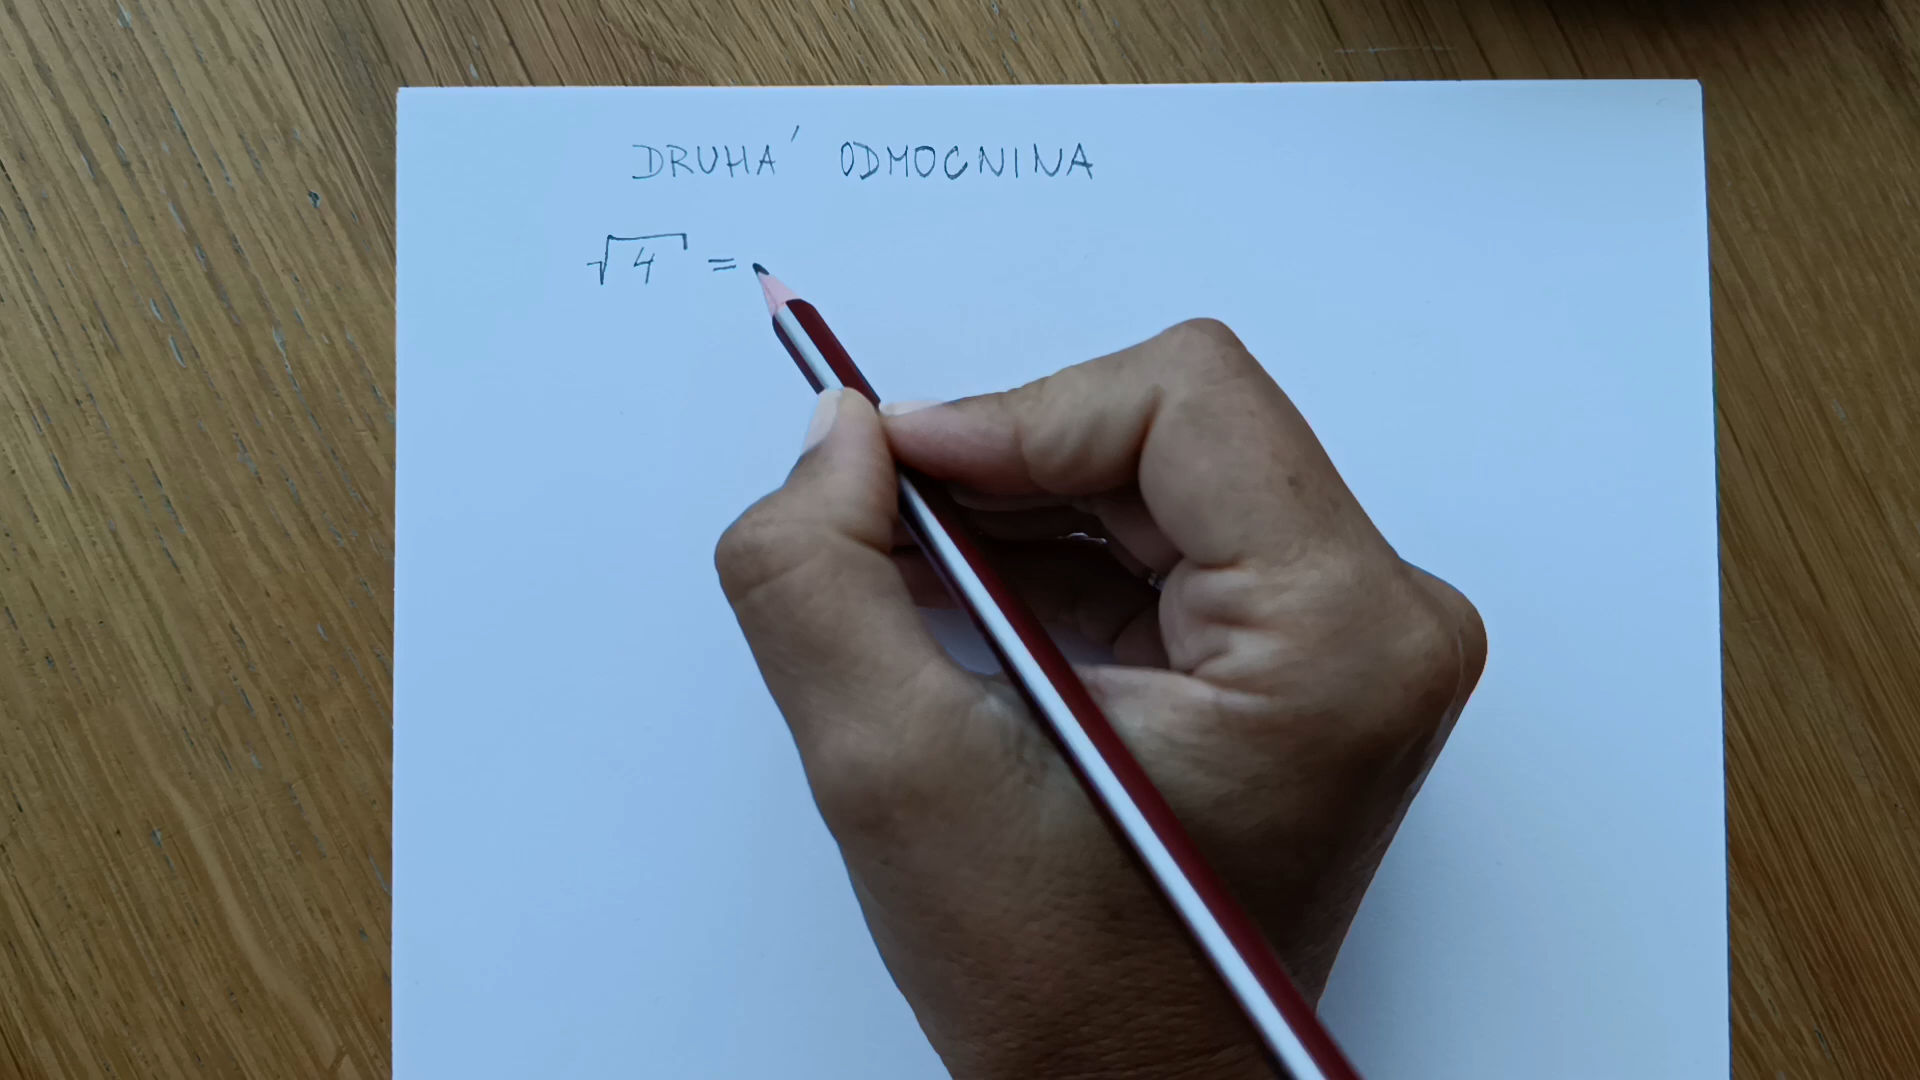 DRUHÁ ODMOCNINA
√4 =